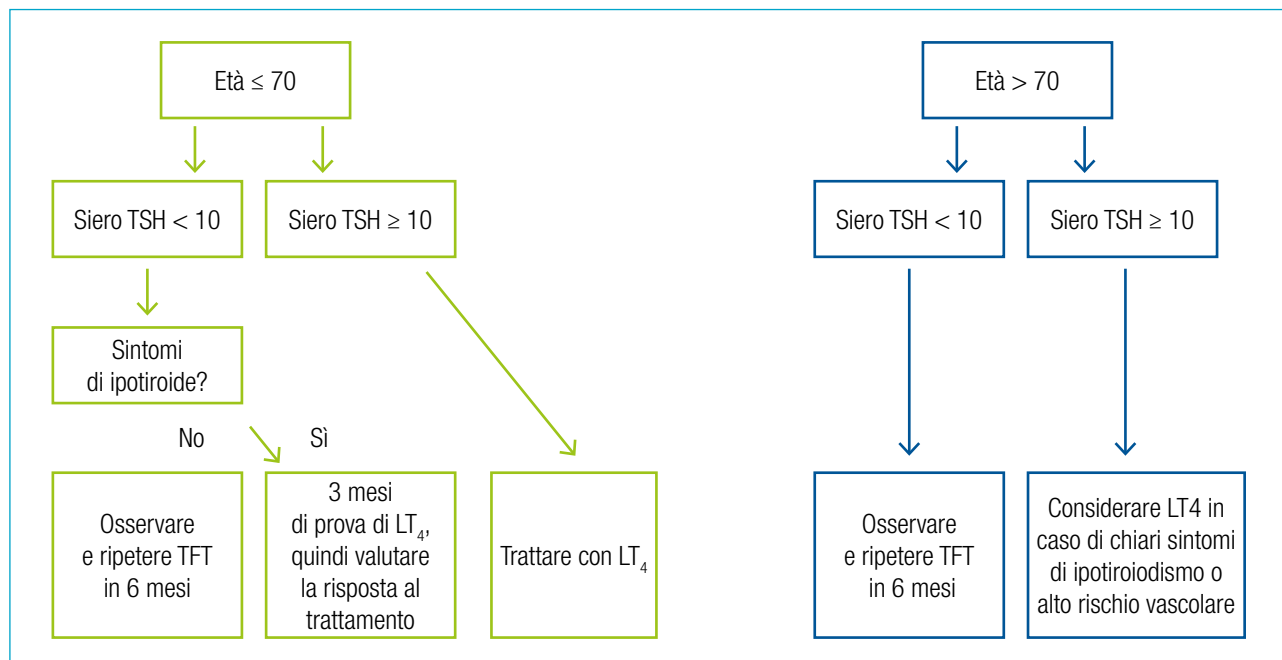 Età ≤ 70
Età > 70
Siero TSH < 10
Siero TSH ≥ 10
Siero TSH < 10
Siero TSH ≥ 10
Sintomi
di ipotiroide?
No
Sì
Osservare
e ripetere TFT
in 6 mesi
3 mesi
di prova di LT₄,
quindi valutare
la risposta al
trattamento
Trattare con LT₄
Osservare
e ripetere TFT
in 6 mesi
Considerare LT4 in
caso di chiari sintomi
di ipotiroiodismo o
alto rischio vascolare